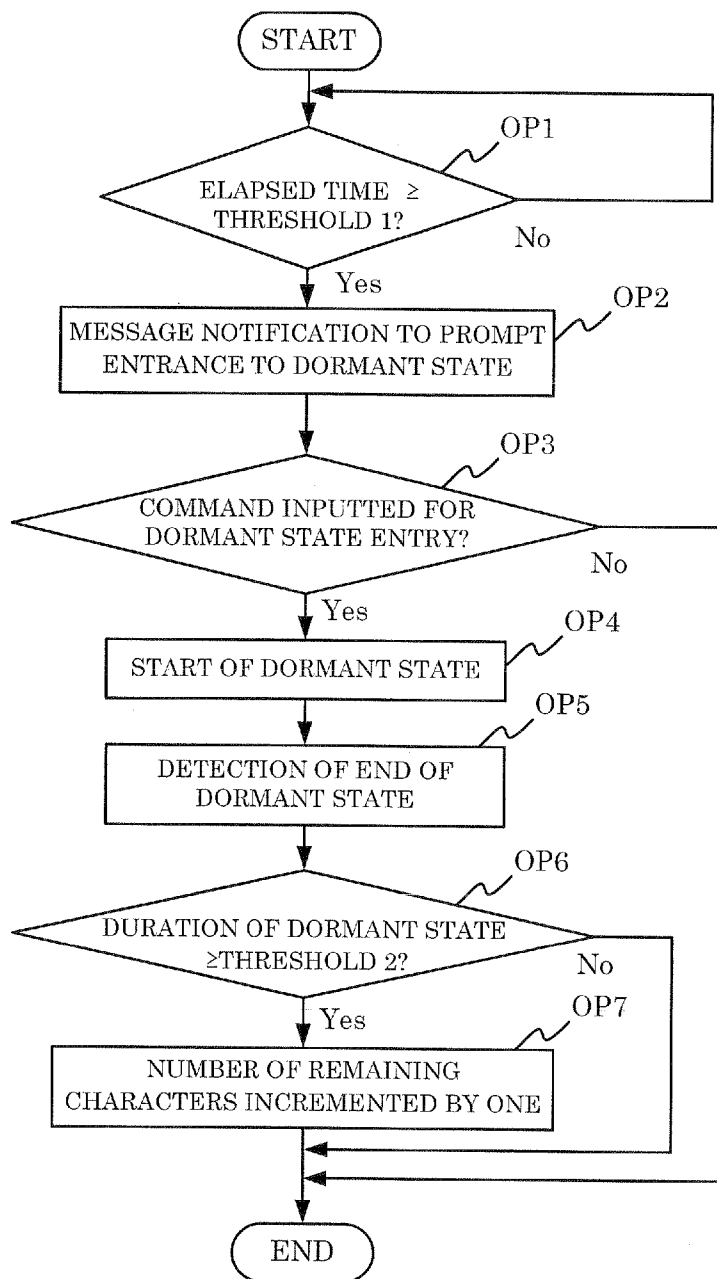 START
OP1
ELAPSED TIME ≥
THRESHOLD 1?
No
Yes
OP2
MESSAGE NOTIFICATION TO PROMPT
ENTRANCE TO DORMANT STATE
OP3
COMMAND INPUTTED FOR
DORMANT STATE ENTRY?
No
Yes
OP4
START OF DORMANT STATE
OP5
DETECTION OF END OF
DORMANT STATE
OP6
DURATION OF DORMANT STATE
≥THRESHOLD 2?
No
Yes
OP7
NUMBER OF REMAINING
CHARACTERS INCREMENTED BY ONE
END